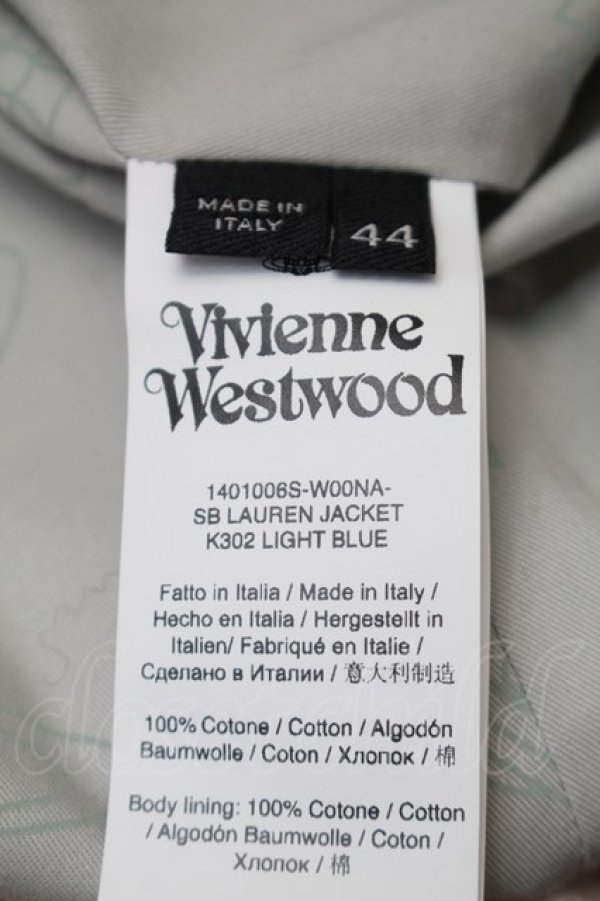 MADE IN
ITALY
44
Vivienne
Westwood
1401006S-W00NA-
SB LAUREN JACKET
K302 LIGHT BLUE
Fatto in Italia / Made in Italy /
Hecho en Italia / Hergestellt in
Italien/ Fabriqué en Italie /
Сделано в Италии / 意大利制造
100% Cotone / Cotton / Algodón
Baumwolle / Coton / Хлопок / 棉
Body lining: 100% Cotone / Cotton
/ Algodón Baumwolle / Coton /
Хлопок / 棉
closetchild